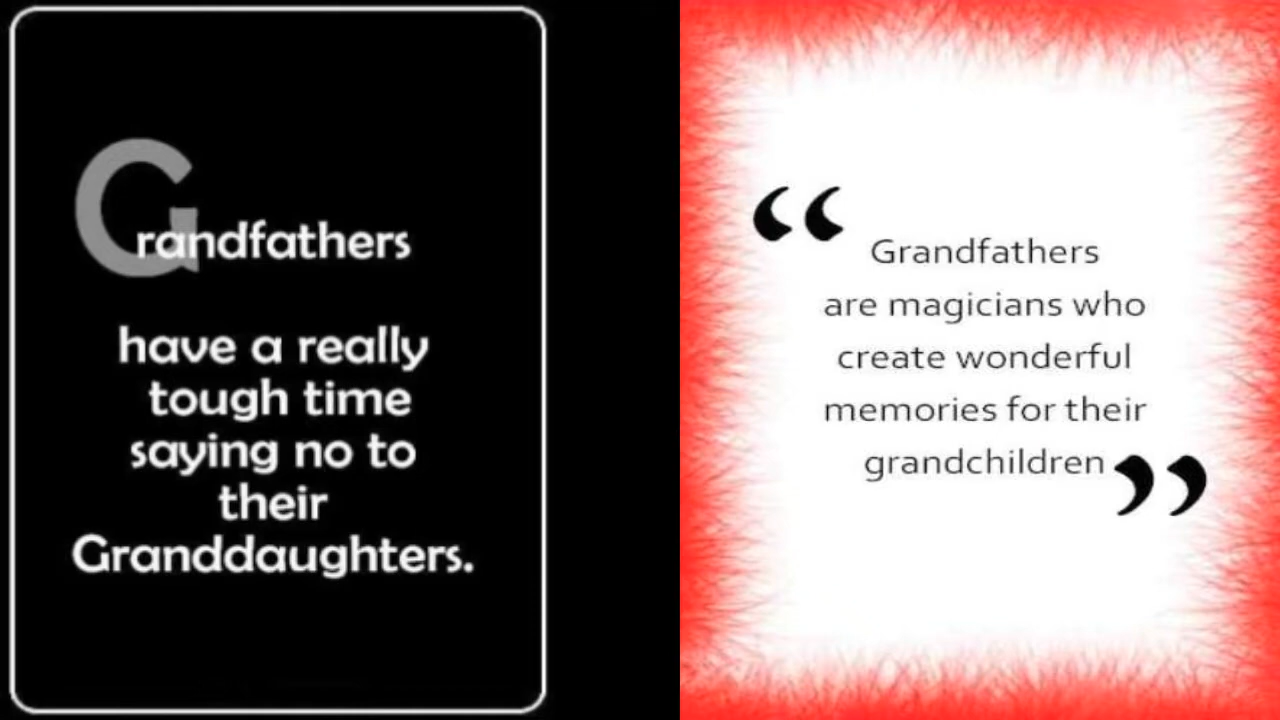 Grandfathers
have a really
tough time
saying no to
their
Granddaughters.
“ Grandfathers
are magicians who
create wonderful
memories for their
grandchildren ”